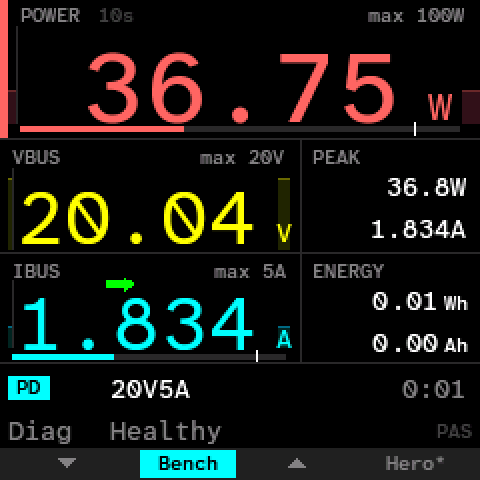 POWER 10s max 100W
36.75 W
VBUS max 20V
20.04 V
PEAK
36.8W
1.834A
IBUS max 5A
1.834 A
ENERGY
0.01 Wh
0.00 Ah
PD 20V5A 0:01
Diag Healthy PAS
Bench Hero*